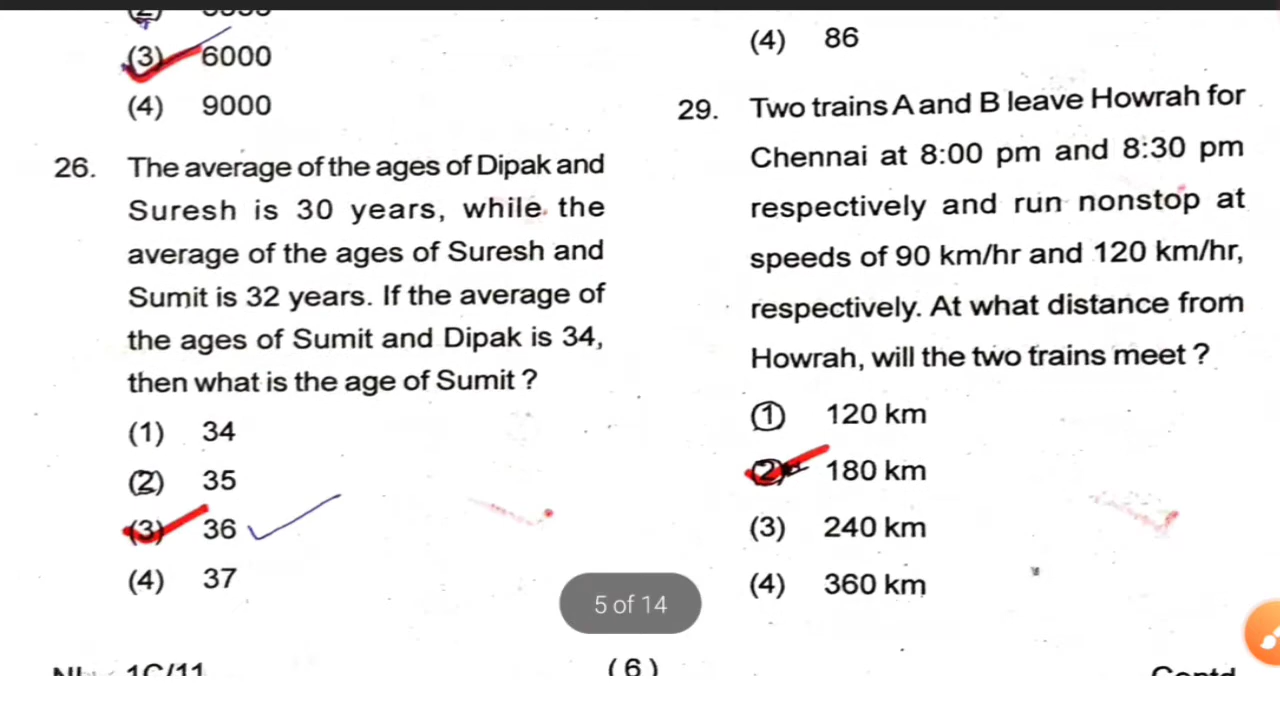 (3) 6000
(4) 9000
26. The average of the ages of Dipak and
Suresh is 30 years, while the
average of the ages of Suresh and
Sumit is 32 years. If the average of
the ages of Sumit and Dipak is 34,
then what is the age of Sumit ?
(1) 34
(2) 35
(3) 36
(4) 37
(4) 86
29. Two trains A and B leave Howrah for
Chennai at 8:00 pm and 8:30 pm
respectively and run nonstop at
speeds of 90 km/hr and 120 km/hr,
respectively. At what distance from
Howrah, will the two trains meet ?
(1) 120 km
(2) 180 km
(3) 240 km
(4) 360 km
5 of 14
(6)